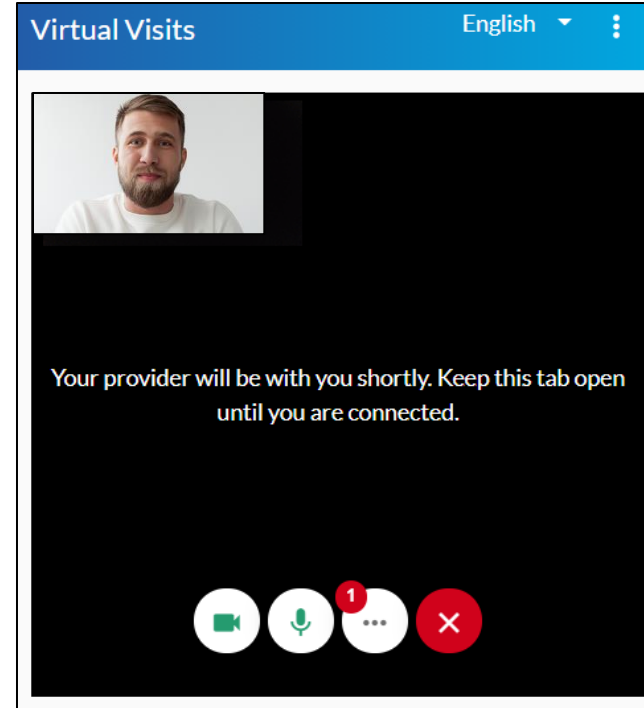 Virtual Visits
English
Your provider will be with you shortly. Keep this tab open
until you are connected.
1